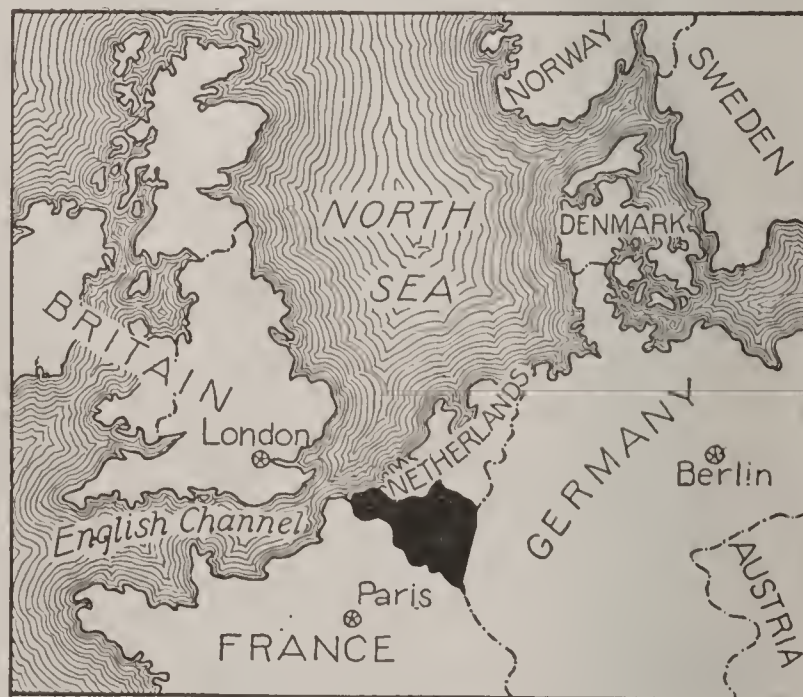 NORWAY
SWEDEN
NORTH
SEA
DENMARK
BRITAIN
London
NETHERLANDS
GERMANY
Berlin
English Channel
AUSTRIA
Paris
FRANCE